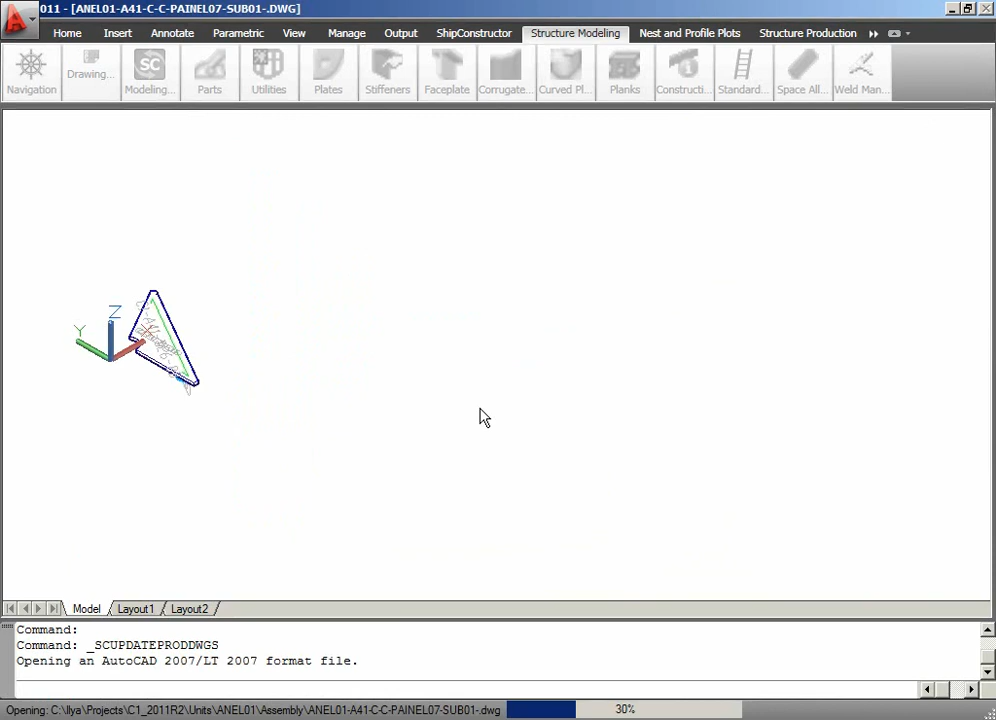 011 - [ANEL01-A41-C-C-PAINEL07-SUB01-.DWG]
Home Insert Annotate Parametric View Manage Output ShipConstructor Structure Modeling Nest and Profile Plots Structure Production
Navigation Drawing... Modeling... Parts Utilities Plates Stiffeners Faceplate Corrugate... Curved Pl... Planks Constructi... Standard... Space All... Weld Man...
SC
Z
Y
Model Layout1 Layout2
Command:
Command: _SCUPDATEPRODDWGS
Opening an AutoCAD 2007/LT 2007 format file.
Opening: C:\Ilya\Projects\C1_2011R2\Units\ANEL01\Assembly\ANEL01-A41-C-C-PAINEL07-SUB01-.dwg 30%